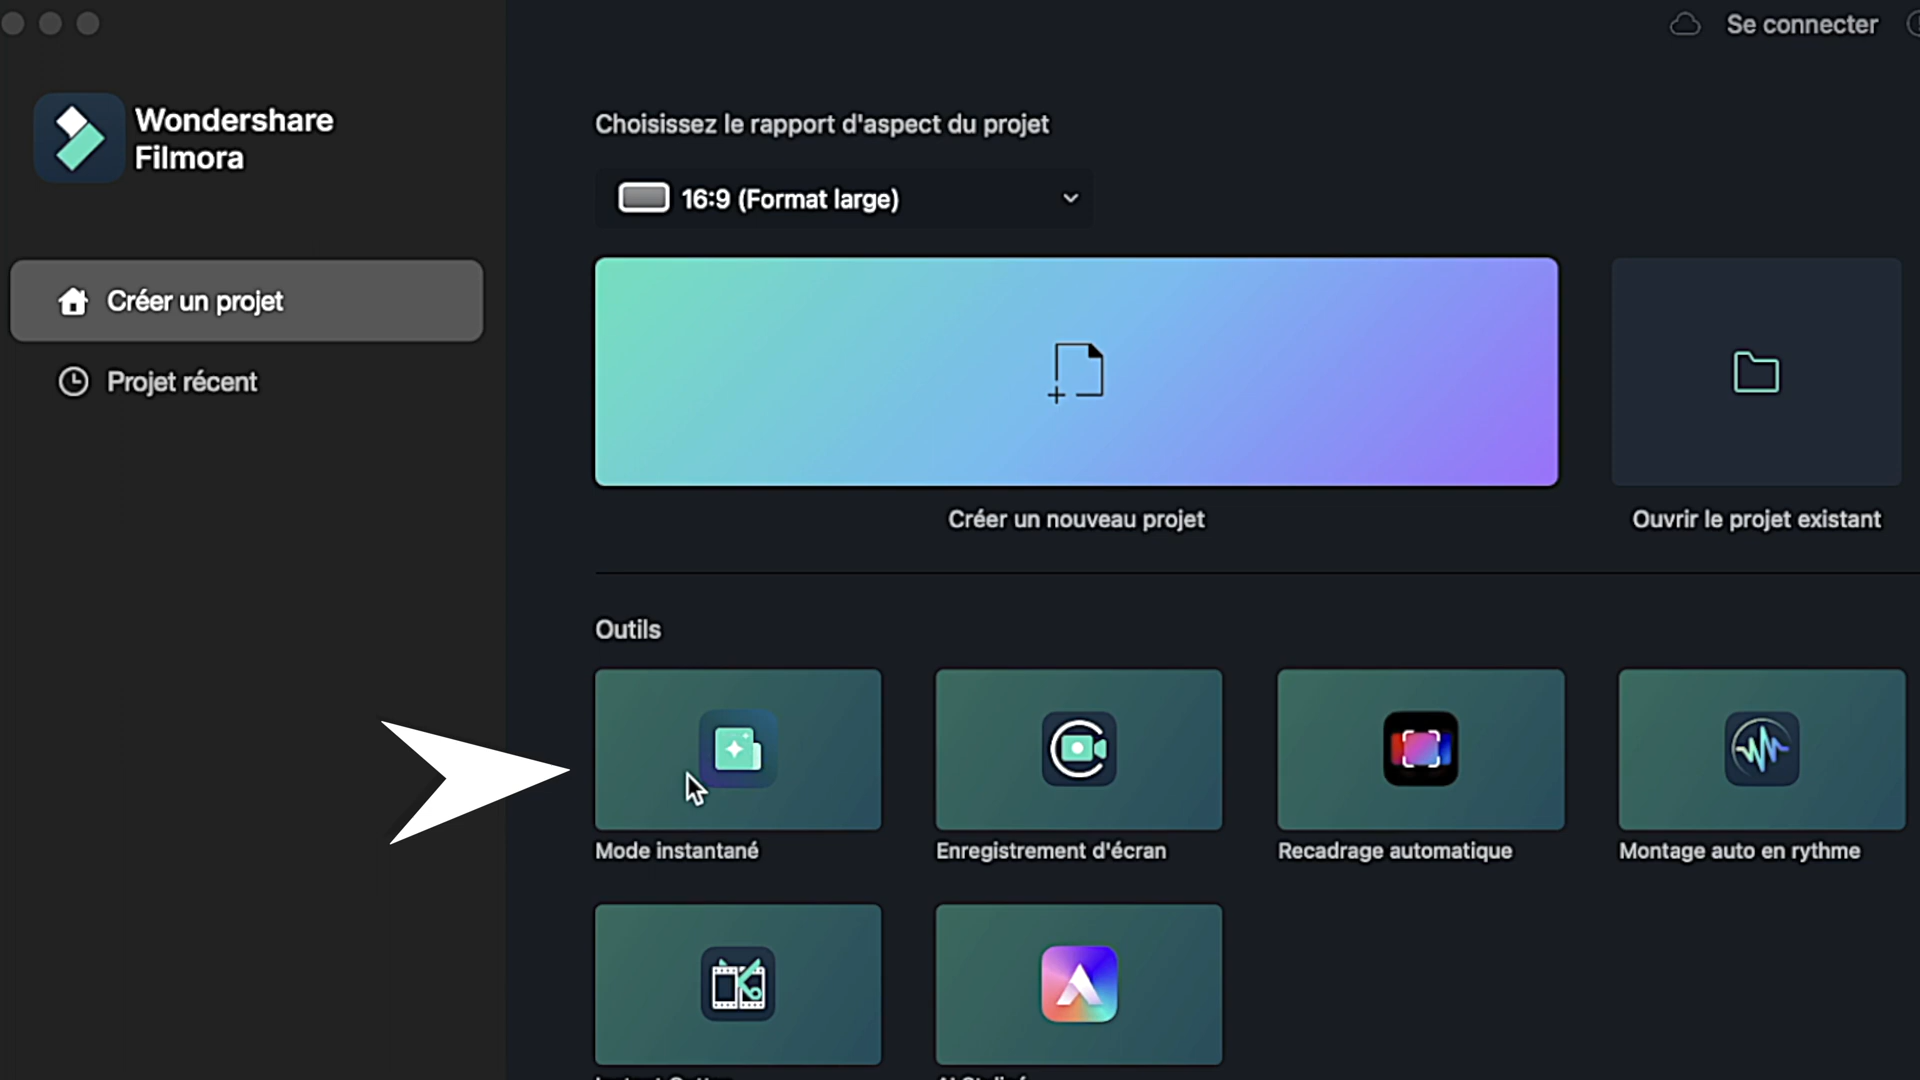 Se connecter
Wondershare
Filmora
Choisissez le rapport d'aspect du projet
16:9 (Format large)
Créer un projet
Projet récent
Créer un nouveau projet
Ouvrir le projet existant
Outils
Mode instantané
Enregistrement d'écran
Recadrage automatique
Montage auto en rythme